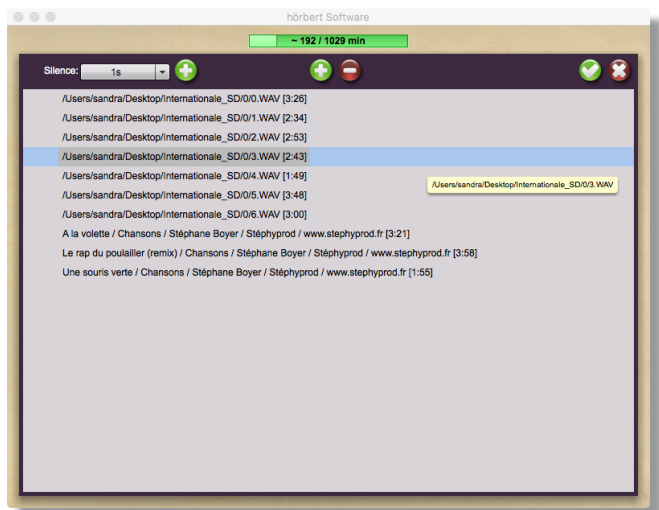 hörbert Software
~ 192 / 1029 min
Silence: 1s
/Users/sandra/Desktop/Internationale_SD/0/0.WAV [3:26]
/Users/sandra/Desktop/Internationale_SD/0/1.WAV [2:34]
/Users/sandra/Desktop/Internationale_SD/0/2.WAV [2:53]
/Users/sandra/Desktop/Internationale_SD/0/3.WAV [2:43]
/Users/sandra/Desktop/Internationale_SD/0/4.WAV [1:49]
/Users/sandra/Desktop/Internationale_SD/0/3.WAV
/Users/sandra/Desktop/Internationale_SD/0/5.WAV [3:48]
/Users/sandra/Desktop/Internationale_SD/0/6.WAV [3:00]
A la volette / Chansons / Stéphane Boyer / Stéphyprod / www.stephyprod.fr [3:21]
Le rap du poulailler (remix) / Chansons / Stéphane Boyer / Stéphyprod / www.stephyprod.fr [3:58]
Une souris verte / Chansons / Stéphane Boyer / Stéphyprod / www.stephyprod.fr [1:55]